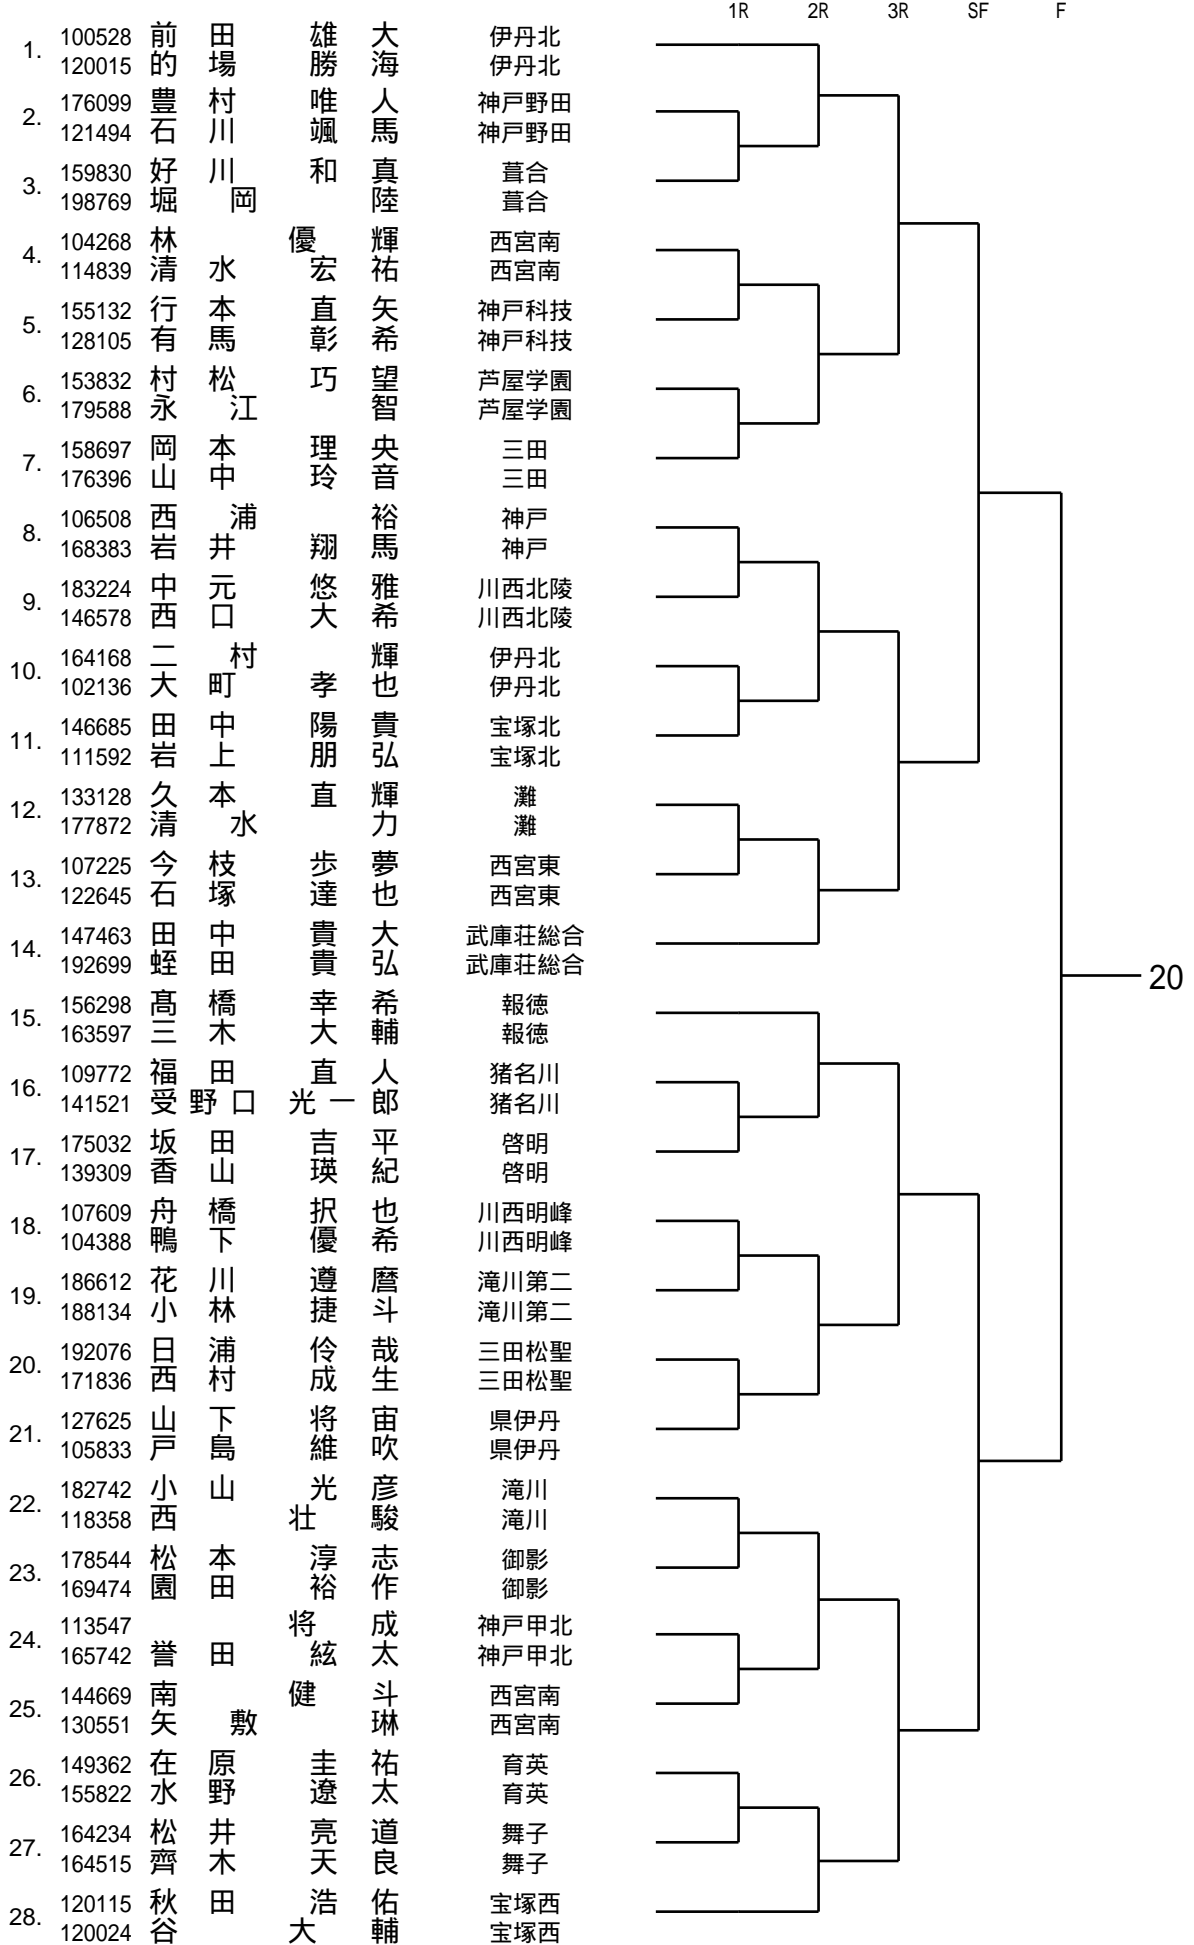 1R 2R 3R SF F
1.
100528 前田 雄大 伊丹北
120015 的場 勝海 伊丹北
2.
176099 豊村 唯人 神戸野田
121494 石川 颯馬 神戸野田
3.
159830 好川 和真 葺合
198769 堀岡 陸 葺合
4.
104268 林 優輝 西宮南
114839 清水 宏祐 西宮南
5.
155132 行本 直矢 神戸科技
128105 有馬 彰希 神戸科技
6.
153832 村松 巧望 芦屋学園
179588 永江 智 芦屋学園
7.
158697 岡本 理央 三田
176396 山中 玲音 三田
8.
106508 西浦 裕 神戸
168383 岩井 翔馬 神戸
9.
183224 中元 悠雅 川西北陵
146578 西口 大希 川西北陵
10.
164168 二村 輝 伊丹北
102136 大町 孝也 伊丹北
11.
146685 田中 陽貴 宝塚北
111592 岩上 朋弘 宝塚北
12.
133128 久本 直輝 灘
177872 清水 力 灘
13.
107225 今枝 歩夢 西宮東
122645 石塚 達也 西宮東
14.
147463 田中 貴大 武庫荘総合
192699 蛭田 貴弘 武庫荘総合
20
15.
156298 髙橋 幸希 報徳
163597 三木 大輔 報徳
16.
109772 福田 直人 猪名川
141521 受野口 光一郎 猪名川
17.
175032 坂田 吉平 啓明
139309 香山 瑛紀 啓明
18.
107609 舟橋 択也 川西明峰
104388 鴨下 優希 川西明峰
19.
186612 花川 遵麿 滝川第二
188134 小林 捷斗 滝川第二
20.
192076 日浦 伶哉 三田松聖
171836 西村 成生 三田松聖
21.
127625 山下 将宙 県伊丹
105833 戸島 維吹 県伊丹
22.
182742 小山 光彦 滝川
118358 西 壮駿 滝川
23.
178544 松本 淳志 御影
169474 園田 裕作 御影
24.
113547 将成 神戸甲北
165742 誉田 絃太 神戸甲北
25.
144669 南 健斗 西宮南
130551 矢敷 琳 西宮南
26.
149362 在原 圭祐 育英
155822 水野 遼太 育英
27.
164234 松井 亮道 舞子
164515 齊木 天良 舞子
28.
120115 秋田 浩佑 宝塚西
120024 谷 大輔 宝塚西